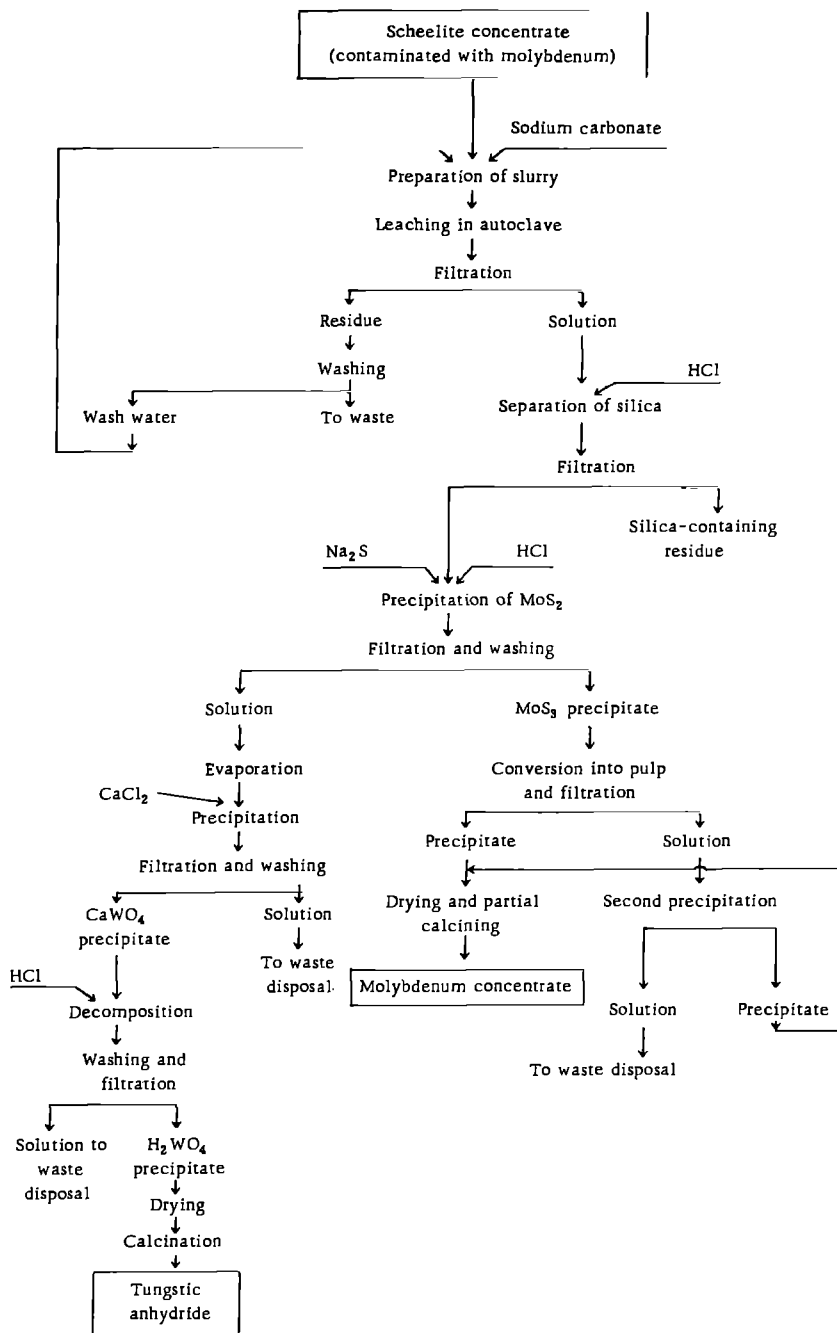 Scheelite concentrate
(contaminated with molybdenum)
Sodium carbonate
Preparation of slurry
Leaching in autoclave
Filtration
Residue
Solution
Washing
HCl
Wash water
To waste
Separation of silica
Filtration
Silica-containing
residue
Na₂S
HCl
Precipitation of MoS₂
Filtration and washing
Solution
MoS₃ precipitate
Evaporation
Conversion into pulp
and filtration
CaCl₂
Precipitation
Precipitate
Solution
Filtration and washing
CaWO₄
precipitate
Solution
Drying and partial
calcining
Second precipitation
To waste
disposal.
HCl
Molybdenum concentrate
Decomposition
Solution
Precipitate
Washing and
filtration
To waste disposal
Solution to
waste
disposal
H₂WO₄
precipitate
Drying
Calcination
Tungstic
anhydride